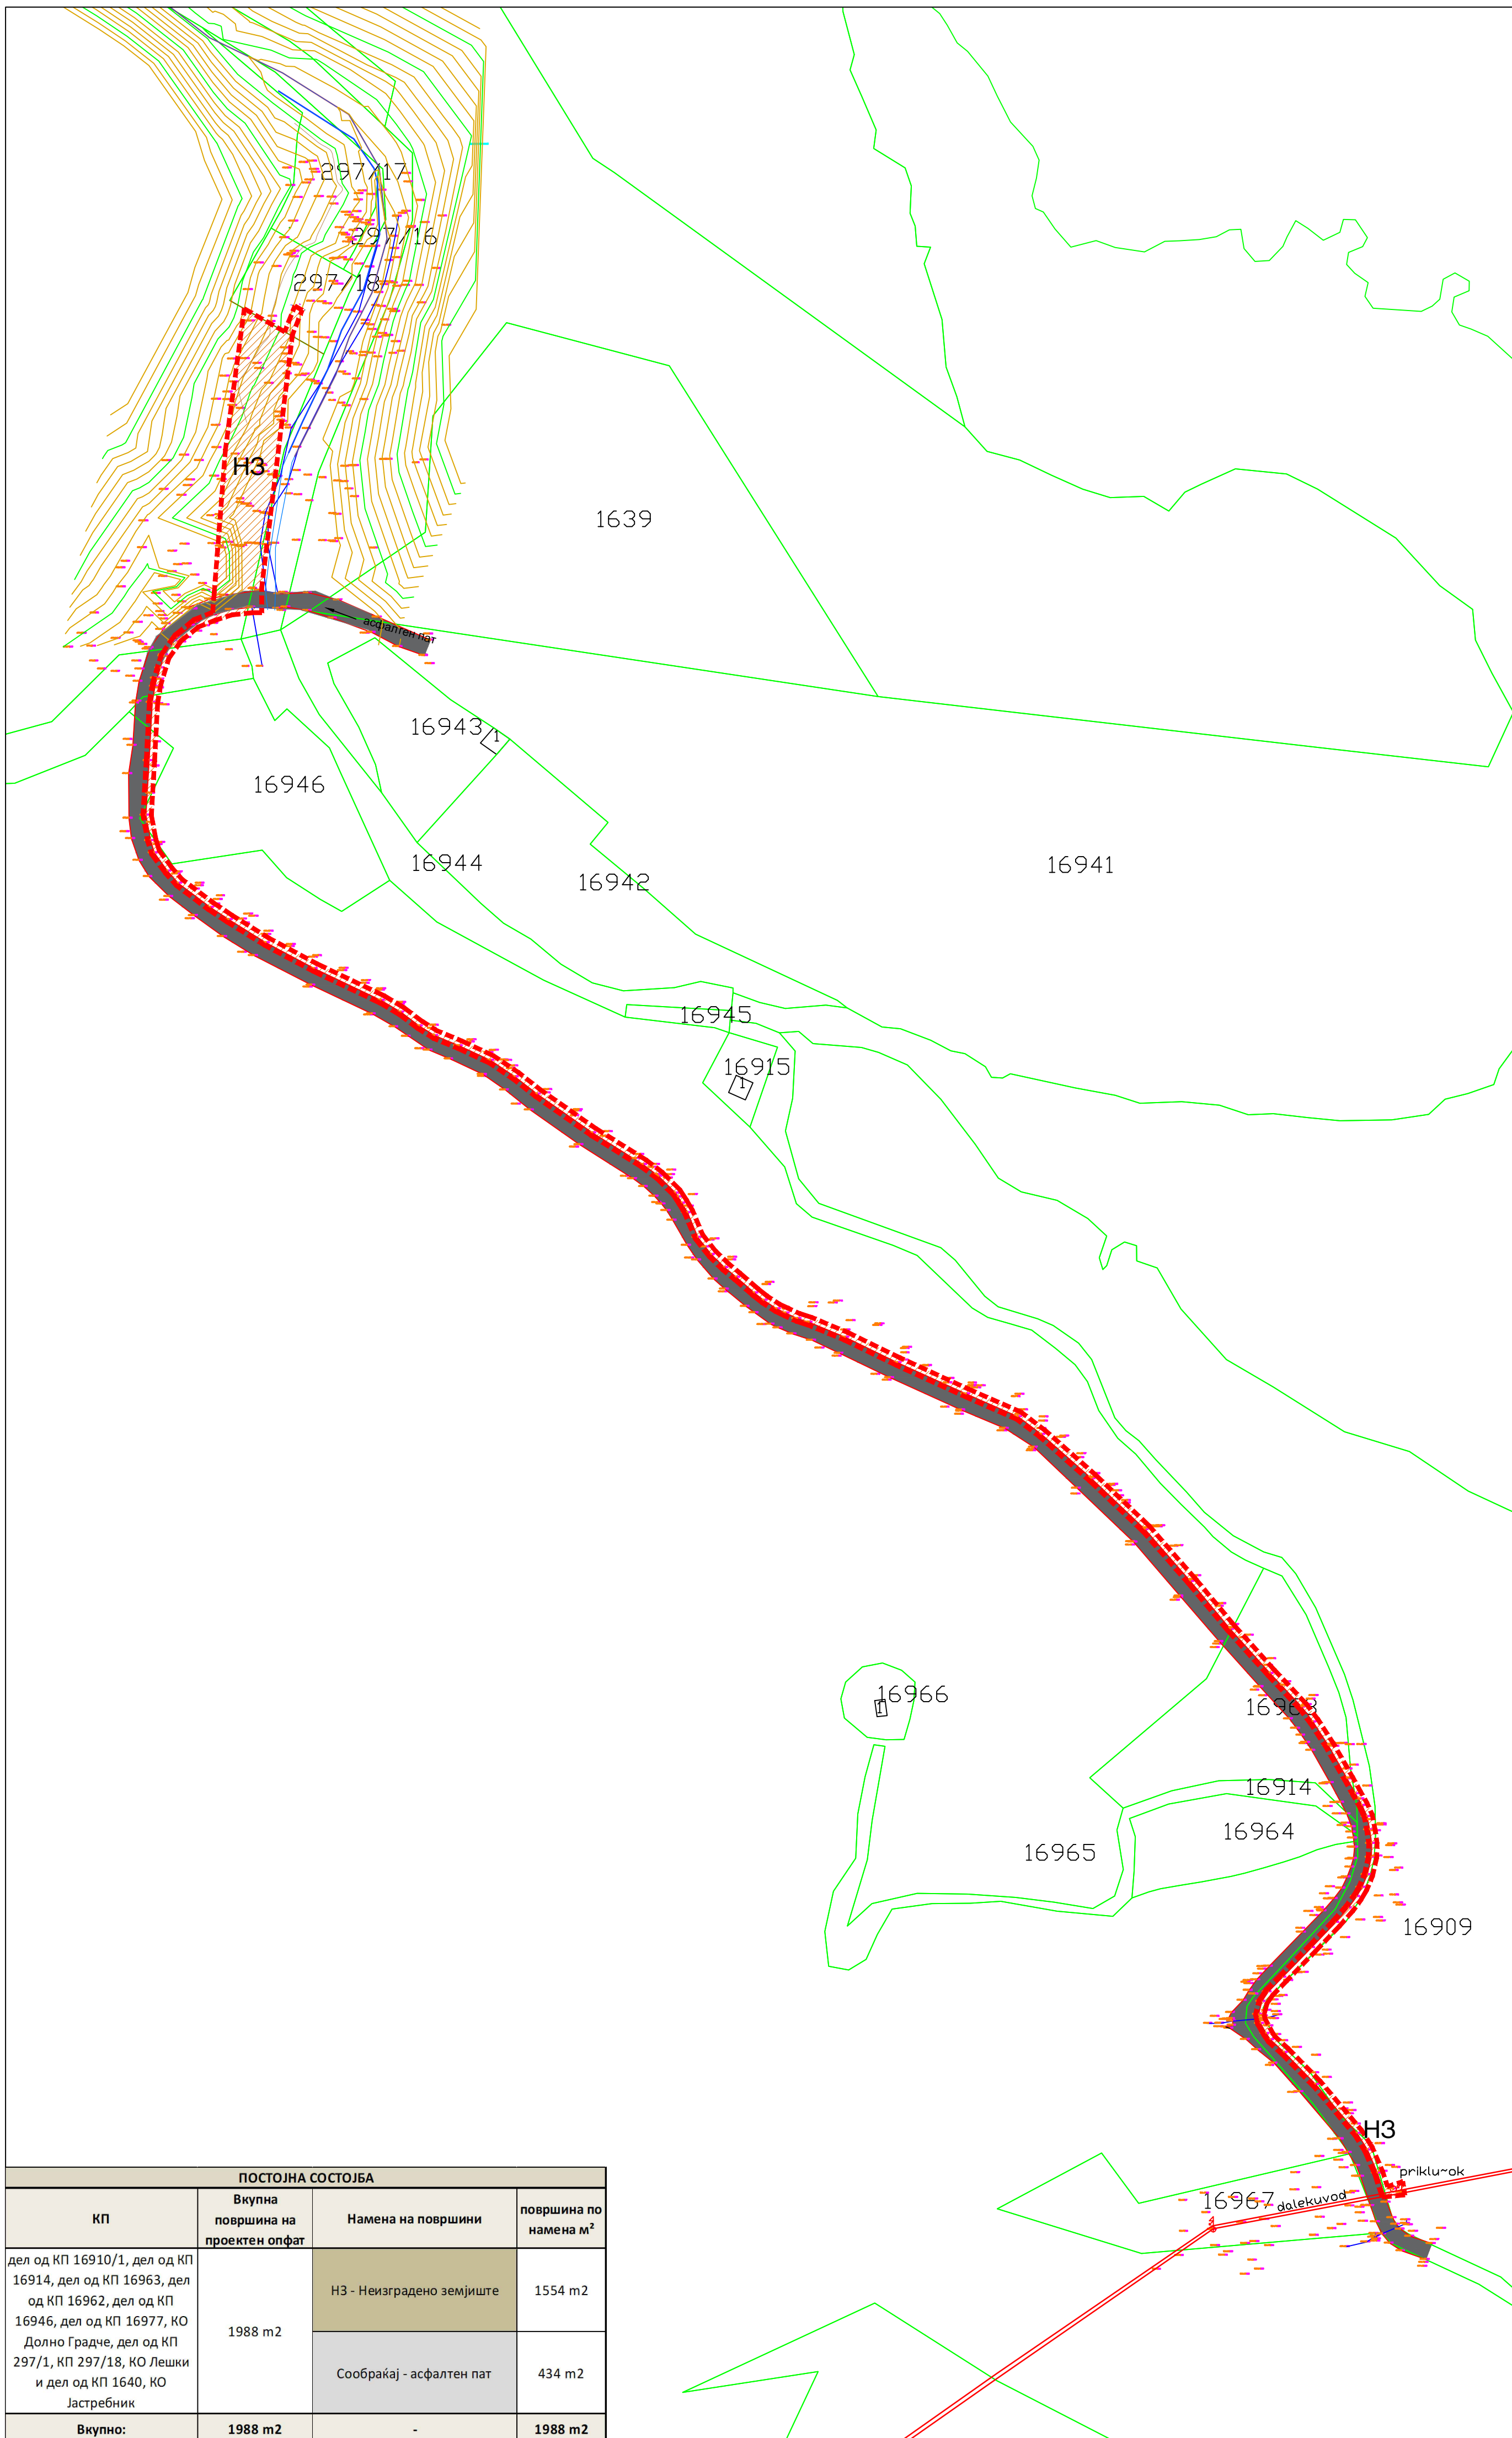 297/17
297/16
297/18
НЗ
1639
асфалтен пат
16943
1
16946
16944
16942
16941
16945
16915
1
16966
1
16963
16914
16964
16965
16909
НЗ
priklu~ok
16967
dalekuvod
ПОСТОЈНА СОСТОЈБА
КП
Вкупна
површина на
проектен опфат
Намена на површини
површина по
намена м²
дел од КП 16910/1, дел од КП
16914, дел од КП 16963, дел
од КП 16962, дел од КП
16946, дел од КП 16977, КО
Долно Градче, дел од КП
297/1, КП 297/18, КО Лешки
и дел од КП 1640, КО
Јастребник
1988 m2
НЗ - Неизградено земјиште
1554 m2
Сообраќај - асфалтен пат
434 m2
Вкупно:
1988 m2
-
1988 m2